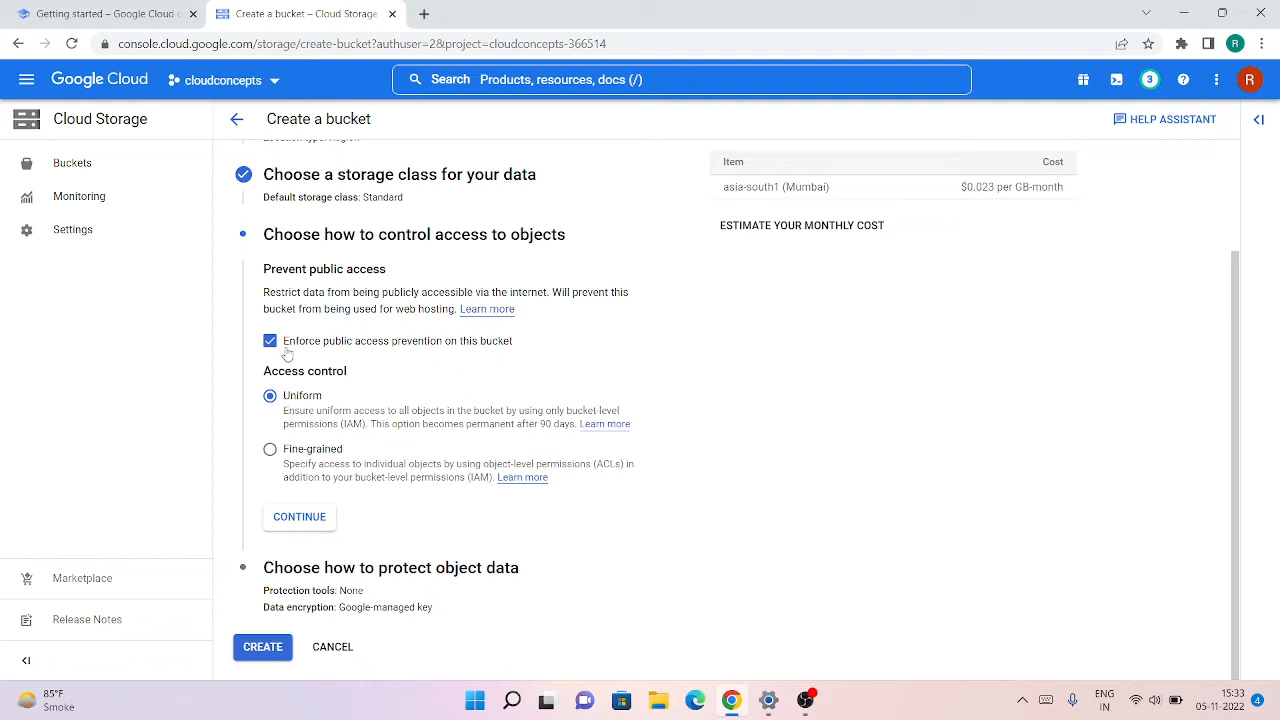 Getting started – Google Cloud c
Create a bucket – Cloud Storage
console.cloud.google.com/storage/create-bucket?authuser=2&project=cloud-concepts-366514
R
Google Cloud
cloudconcepts
Search Products, resources, docs (/)
3
R
Cloud Storage
Create a bucket
HELP ASSISTANT
Buckets
Monitoring
Settings
Item Cost
asia-south1 (Mumbai) $0.023 per GB-month
ESTIMATE YOUR MONTHLY COST
Choose a storage class for your data
Default storage class: Standard
Choose how to control access to objects
Prevent public access
Restrict data from being publicly accessible via the internet. Will prevent this
bucket from being used for web hosting. Learn more
Enforce public access prevention on this bucket
Access control
Uniform
Ensure uniform access to all objects in the bucket by using only bucket-level
permissions (IAM). This option becomes permanent after 90 days. Learn more
Fine-grained
Specify access to individual objects by using object-level permissions (ACLs) in
addition to your bucket-level permissions (IAM). Learn more
CONTINUE
Choose how to protect object data
Protection tools: None
Data encryption: Google-managed key
CREATE CANCEL
Marketplace
Release Notes
85°F
Smoke
ENG
IN
15:33
05-11-2022
4